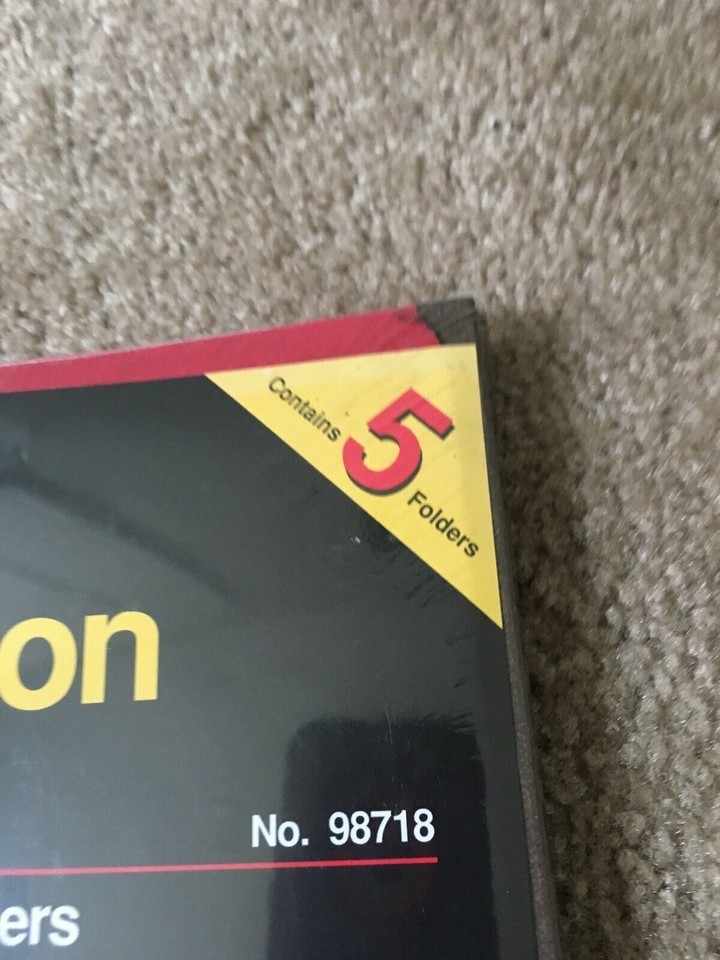 Contains
5
Folders
on
No. 98718
ers